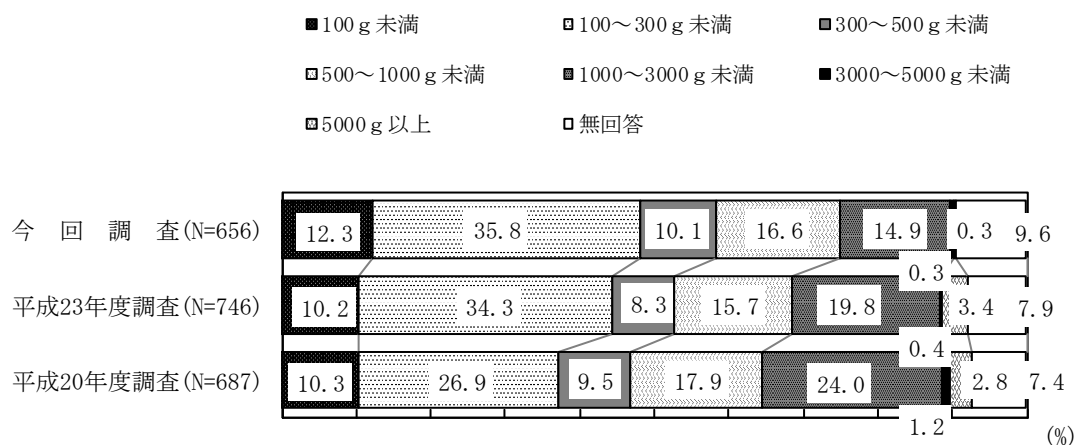 100ｇ未満 100～300ｇ未満 300～500ｇ未満
500～1000ｇ未満 1000～3000ｇ未満 3000～5000ｇ未満
5000ｇ以上 無回答
今　回　調　査(N=656) 12.3 35.8 10.1 16.6 14.9 0.3 9.6
0.3
平成23年度調査(N=746) 10.2 34.3 8.3 15.7 19.8 3.4 7.9
0.4
平成20年度調査(N=687) 10.3 26.9 9.5 17.9 24.0 2.8 7.4
1.2
(%)